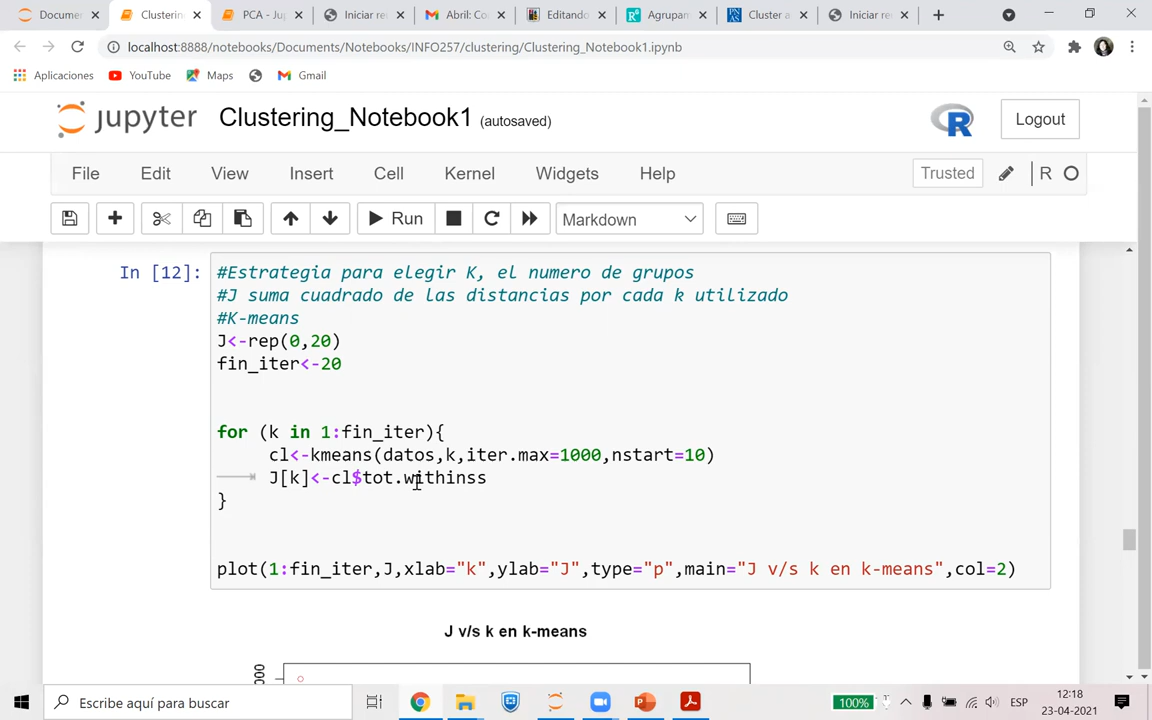 Documen
Clustering
PCA - Jup
Iniciar re
Abril: Co
Editando
Agrupam
Cluster a
Iniciar re
localhost:8888/notebooks/Documents/Notebooks/INFO257/clustering/Clustering_Notebook1.ipynb
Aplicaciones
YouTube
Maps
Gmail
jupyter
Clustering_Notebook1 (autosaved)
R
Logout
File Edit View Insert Cell Kernel Widgets Help
Trusted
R
Run
Markdown
In [12]:
#Estrategia para elegir K, el numero de grupos
#J suma cuadrado de las distancias por cada k utilizado
#K-means
J<-rep(0,20)
fin_iter<-20
for (k in 1:fin_iter){
cl<-kmeans(datos,k,iter.max=1000,nstart=10)
J[k]<-cl$tot.withinss
}
plot(1:fin_iter,J,xlab="k",ylab="J",type="p",main="J v/s k en k-means",col=2)
J v/s k en k-means
Escribe aquí para buscar
100%
ESP
12:18
23-04-2021